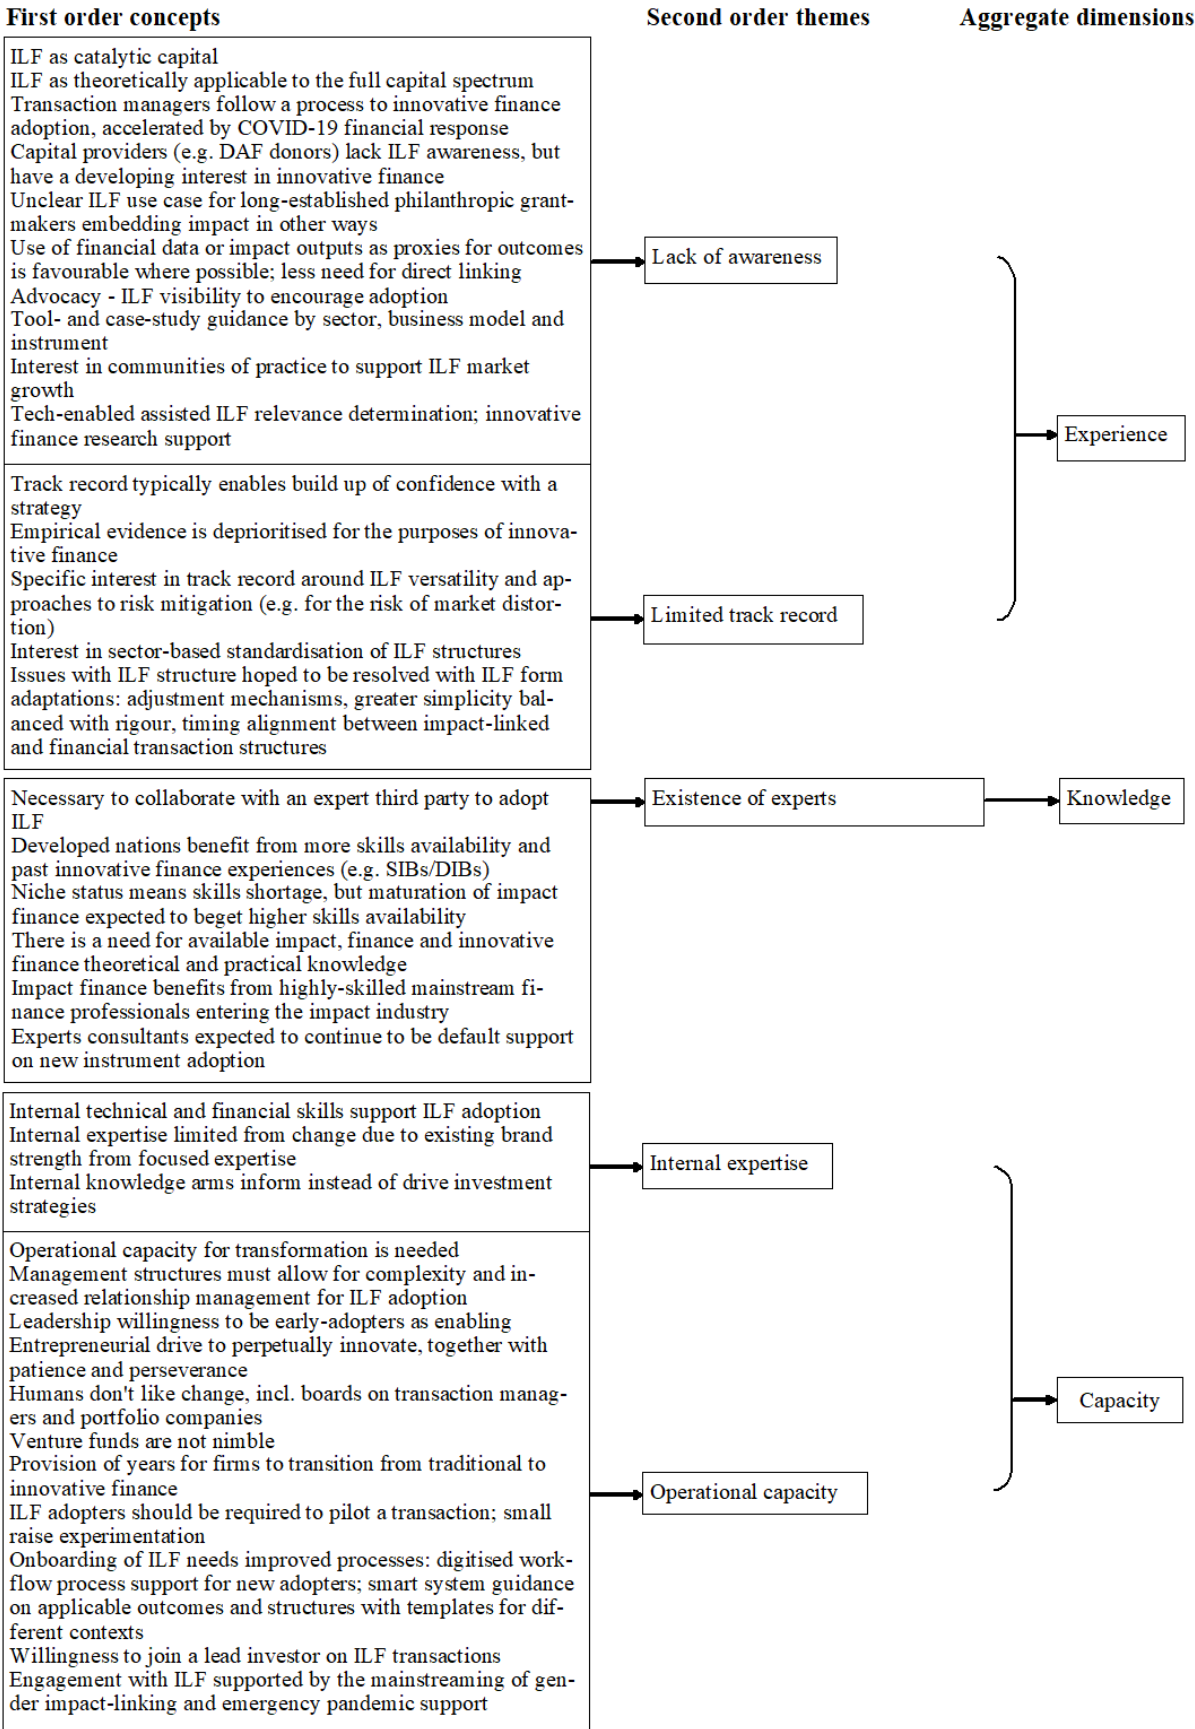 First order concepts
Second order themes
Aggregate dimensions
ILF as catalytic capital
ILF as theoretically applicable to the full capital spectrum
Transaction managers follow a process to innovative finance
adoption, accelerated by COVID-19 financial response
Capital providers (e.g. DAF donors) lack ILF awareness, but
have a developing interest in innovative finance
Unclear ILF use case for long-established philanthropic grant-
makers embedding impact in other ways
Use of financial data or impact outputs as proxies for outcomes
is favourable where possible; less need for direct linking
Advocacy - ILF visibility to encourage adoption
Tool- and case-study guidance by sector, business model and
instrument
Interest in communities of practice to support ILF market
growth
Tech-enabled assisted ILF relevance determination; innovative
finance research support
Lack of awareness
Experience
Track record typically enables build up of confidence with a
strategy
Empirical evidence is deprioritised for the purposes of innova-
tive finance
Specific interest in track record around ILF versatility and ap-
proaches to risk mitigation (e.g. for the risk of market distor-
tion)
Interest in sector-based standardisation of ILF structures
Issues with ILF structure hoped to be resolved with ILF form
adaptations: adjustment mechanisms, greater simplicity bal-
anced with rigour, timing alignment between impact-linked
and financial transaction structures
Limited track record
Necessary to collaborate with an expert third party to adopt
ILF
Developed nations benefit from more skills availability and
past innovative finance experiences (e.g. SIBs/DIBs)
Niche status means skills shortage, but maturation of impact
finance expected to beget higher skills availability
There is a need for available impact, finance and innovative
finance theoretical and practical knowledge
Impact finance benefits from highly-skilled mainstream fi-
nance professionals entering the impact industry
Experts consultants expected to continue to be default support
on new instrument adoption
Existence of experts
Knowledge
Internal technical and financial skills support ILF adoption
Internal expertise limited from change due to existing brand
strength from focused expertise
Internal knowledge arms inform instead of drive investment
strategies
Internal expertise
Capacity
Operational capacity for transformation is needed
Management structures must allow for complexity and in-
creased relationship management for ILF adoption
Leadership willingness to be early-adopters as enabling
Entrepreneurial drive to perpetually innovate, together with
patience and perseverance
Humans don't like change, incl. boards on transaction manag-
ers and portfolio companies
Venture funds are not nimble
Provision of years for firms to transition from traditional to
innovative finance
ILF adopters should be required to pilot a transaction; small
raise experimentation
Onboarding of ILF needs improved processes: digitised work-
flow process support for new adopters; smart system guidance
on applicable outcomes and structures with templates for dif-
ferent contexts
Willingness to join a lead investor on ILF transactions
Engagement with ILF supported by the mainstreaming of gen-
der impact-linking and emergency pandemic support
Operational capacity